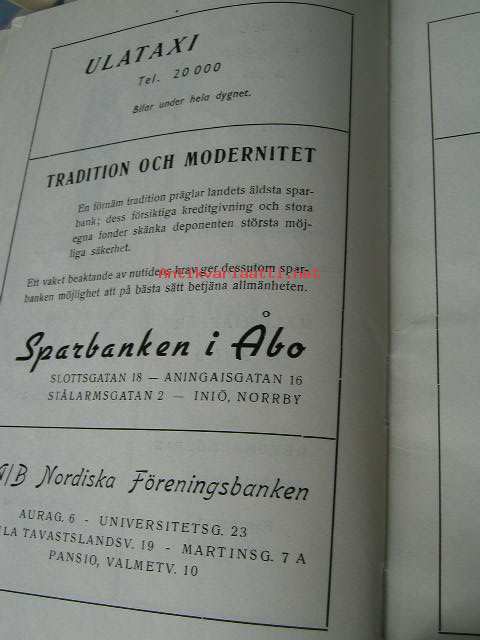 ULATAXI
Tel. 20 000
Bilar under hela dygnet.
TRADITION OCH MODERNITET
En förnäm tradition präglar landets äldsta spar-
bank; dess försiktiga kreditgivning och stora
egna fonder skänka deponenten största möj-
liga säkerhet.
Ett vaket beaktande av nutidens krav ger dessutom spar-
banken möjlighet att på bästa sätt betjäna allmänheten.
Antikvariaatti.net
Sparbanken i Åbo
SLOTTSGATAN 18 — ANINGAISGATAN 16
STÅLARMSGATAN 2 — INIÖ, NORRBY
A/B Nordiska Föreningsbanken
AURAG. 6 - UNIVERSITETSG. 23
TAVASTLANDSV. 19 - MARTINSG. 7 A
PANSIO, VALMETV. 10